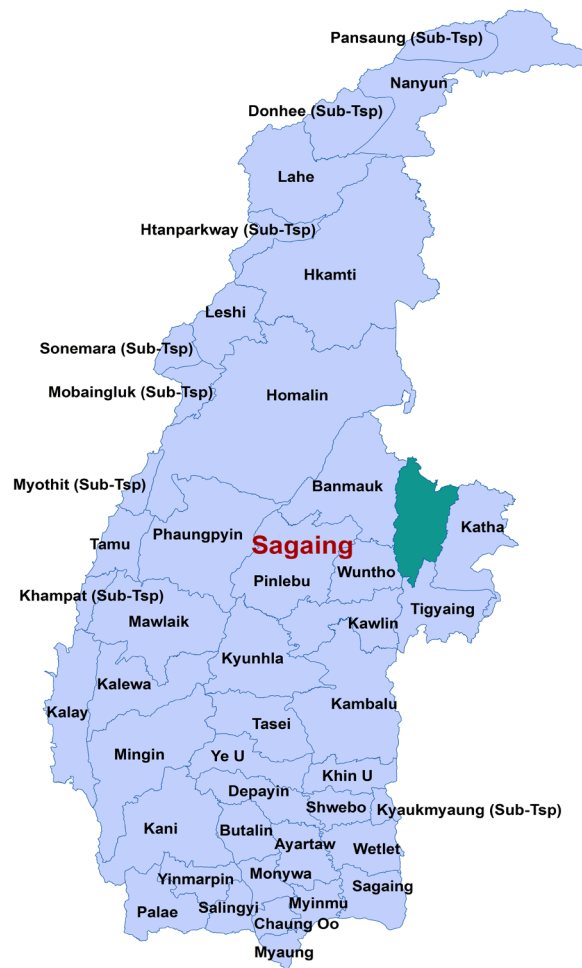 Pansaung (Sub-Tsp)
Nanyun
Donhee (Sub-Tsp)
Lahe
Htanparkway (Sub-Tsp)
Hkamti
Leshi
Sonemara (Sub-Tsp)
Mobaingluk (Sub-Tsp)
Homalin
Myothit (Sub-Tsp)
Banmauk
Phaungpyin
Katha
Tamu
Sagaing
Wuntho
Pinlebu
Khampat (Sub-Tsp)
Tigyaing
Mawlaik
Kawlin
Kyunhla
Kalewa
Kambalu
Kalay
Tasei
Mingin
Ye U
Khin U
Depayin
Shwebo
Kyaukmyaung (Sub-Tsp)
Kani
Butalin
Ayartaw
Wetlet
Monywa
Yinmarpin
Sagaing
Myinmu
Salingyi
Palae
Chaung Oo
Myaung